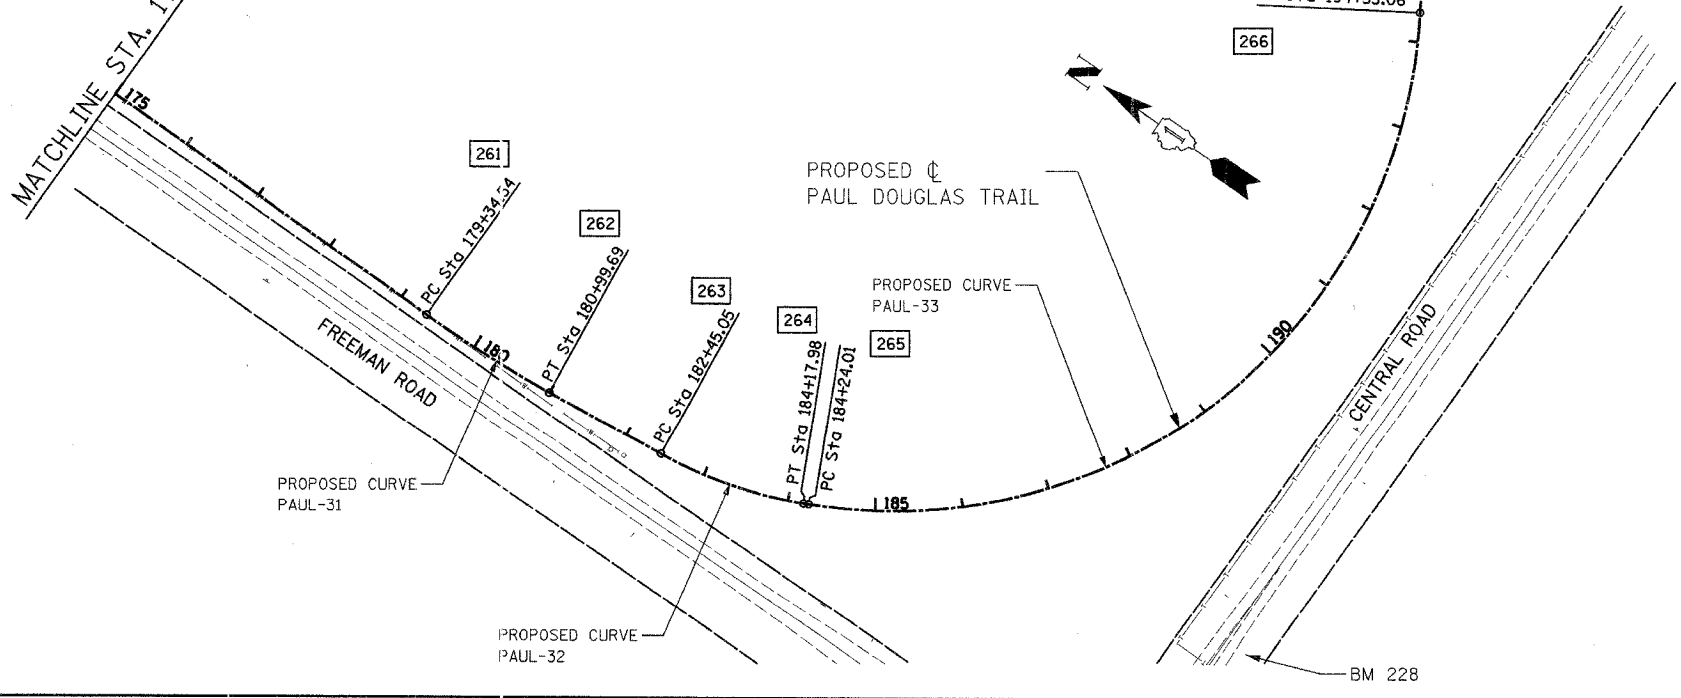 MATCHLINE STA.
175
261
PC Sta 179+34.54
262
PT Sta 180+99.69
180
FREEMAN ROAD
263
PC Sta 182+45.05
264
PT Sta 184+17.98
265
PC Sta 184+24.01
185
PROPOSED CURVE
PAUL-31
PROPOSED CURVE
PAUL-32
PROPOSED ℄
PAUL DOUGLAS TRAIL
PROPOSED CURVE
PAUL-33
N
266
190
CENTRAL ROAD
BM 228